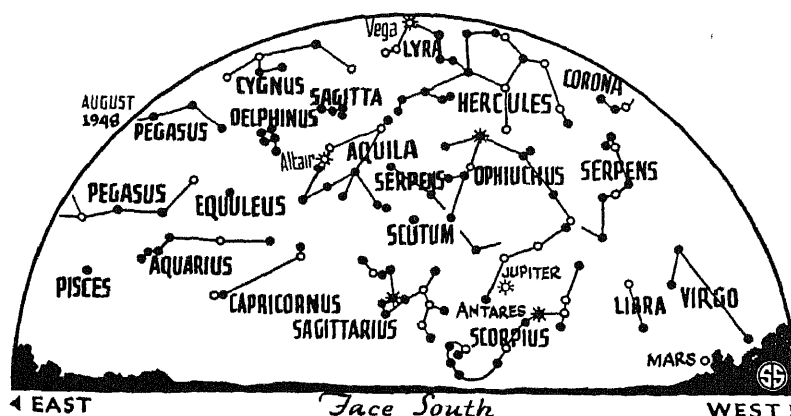 Vega
LYRA
CYGNUS
CORONA
AUGUST
1948
SAGITTA
HERCULES
PEGASUS
DELPHINUS
AQUILA
Altair
SERPENS
OPHIUCHUS
SERPENS
PEGASUS
EQUULEUS
SCUTUM
AQUARIUS
JUPITER
PISCES
CAPRICORNUS
ANTARES
LIBRA
VIRGO
SAGITTARIUS
SCORPIUS
MARS
SS
EAST Face South WEST